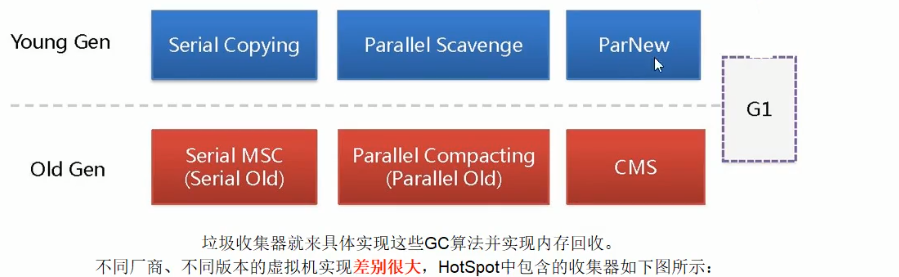 Young Gen
Serial Copying
Parallel Scavenge
ParNew
G1
Old Gen
Serial MSC
(Serial Old)
Parallel Compacting
(Parallel Old)
CMS
垃圾收集器就来具体实现这些GC算法并实现内存回收。
不同厂商、不同版本的虚拟机实现差别很大，HotSpot中包含的收集器如下图所示：